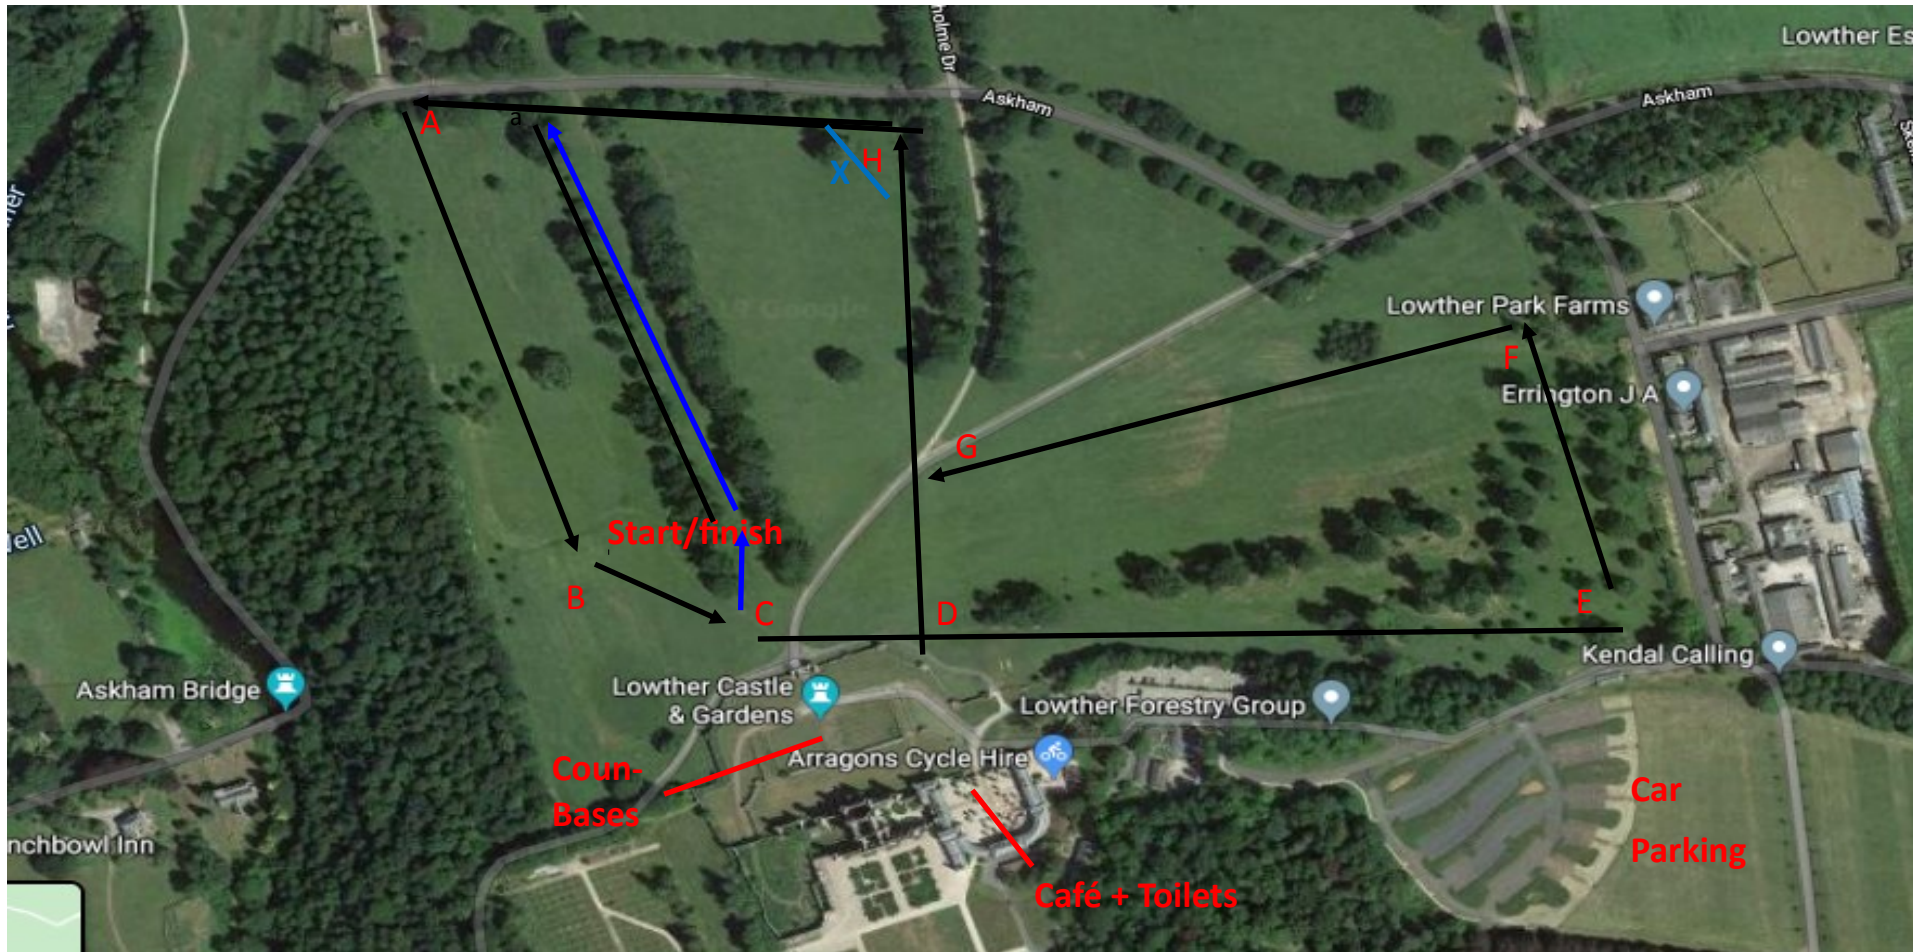 Lowther Es
holme Dr
Askham
Askham
A
a
X
H
Lowther Park Farms
F
Errington J A
G
Start/finish
B
C
D
E
Kendal Calling
Askham Bridge
Lowther Castle
& Gardens
Lowther Forestry Group
Arragons Cycle Hire
Coun-
Bases
Car
Parking
nchbowl Inn
Café + Toilets